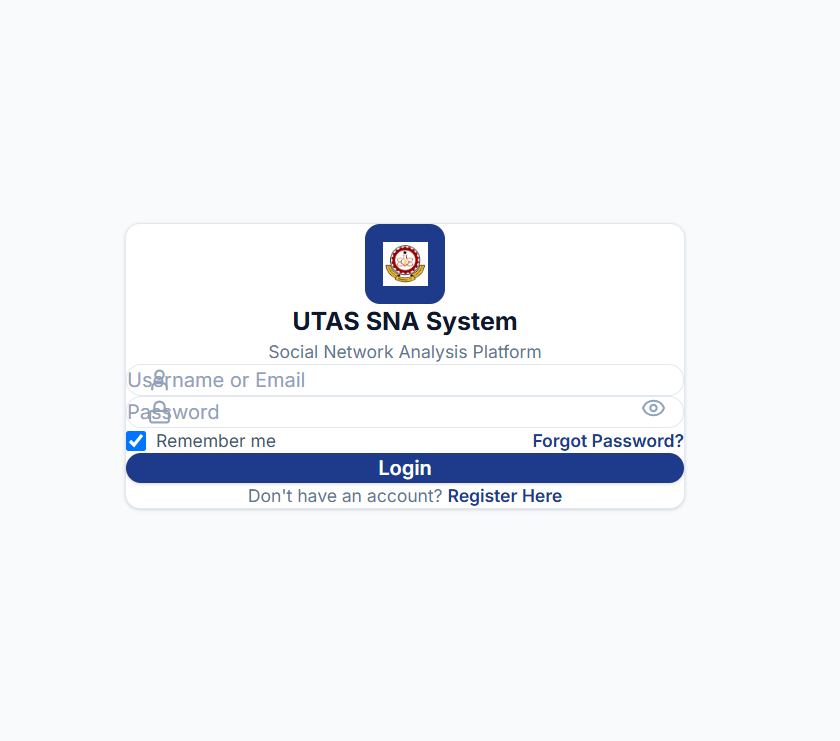 UTAS SNA System
Social Network Analysis Platform
Username or Email
Password
Remember me
Forgot Password?
Login
Don't have an account? Register Here